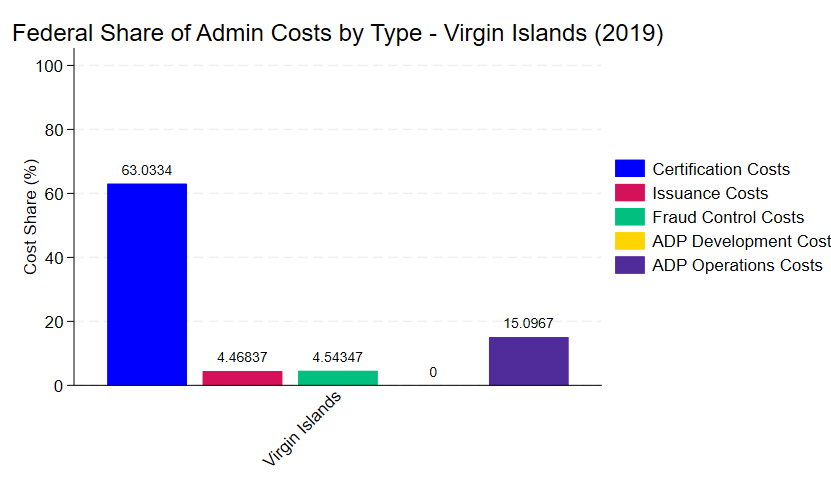 Federal Share of Admin Costs by Type - Virgin Islands (2019)
Cost Share (%)
100
80
60
40
20
0
63.0334
4.46837
4.54347
0
15.0967
Virgin Islands
Certification Costs
Issuance Costs
Fraud Control Costs
ADP Development Cost
ADP Operations Costs